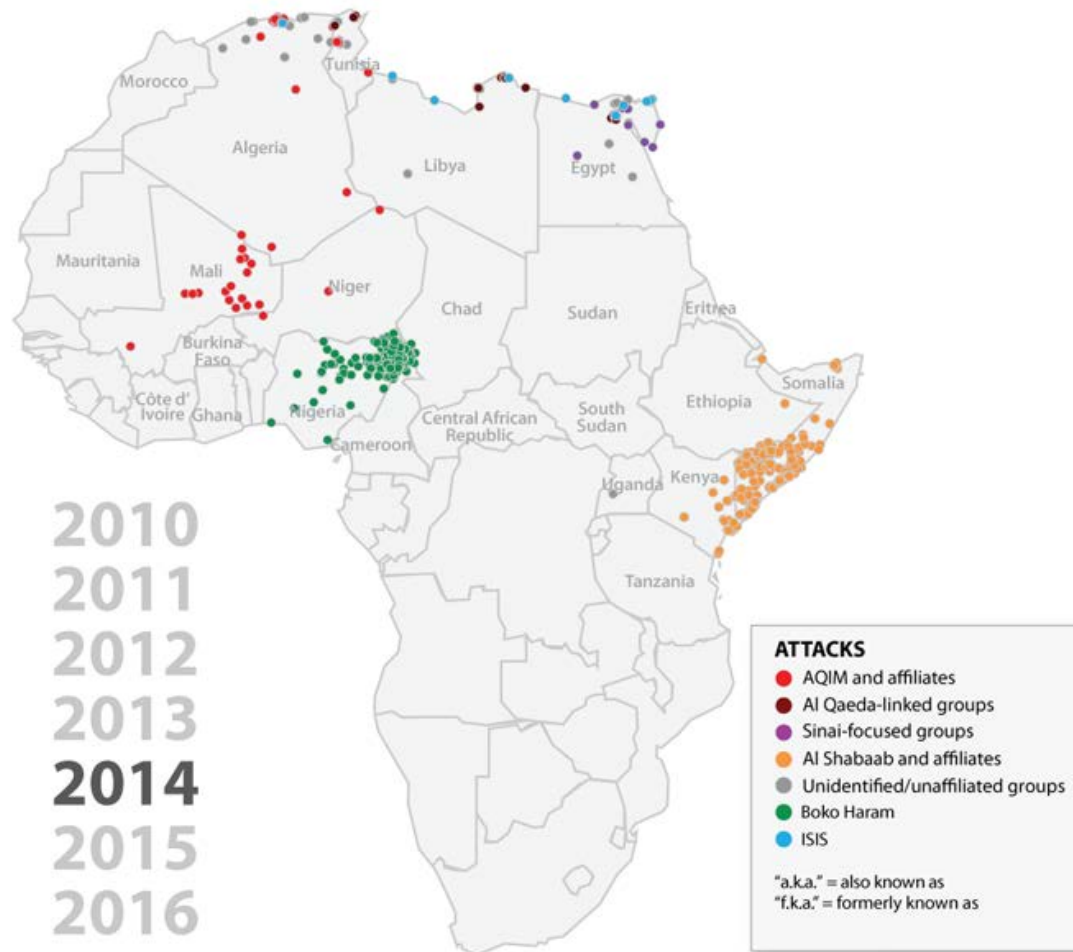 Tunisia
Morocco
Algeria
Libya
Egypt
Mauritania
Mali
Niger
Chad
Sudan
Eritrea
Burkina
Faso
Somalia
Côte d'
Ivoire
Ghana
Nigeria
Cameroon
Central African
Republic
South
Sudan
Ethiopia
Uganda
Kenya
Tanzania
2010
2011
2012
2013
2014
2015
2016
ATTACKS
AQIM and affiliates
Al Qaeda-linked groups
Sinai-focused groups
Al Shabaab and affiliates
Unidentified/unaffiliated groups
Boko Haram
ISIS
"a.k.a." = also known as
"f.k.a." = formerly known as